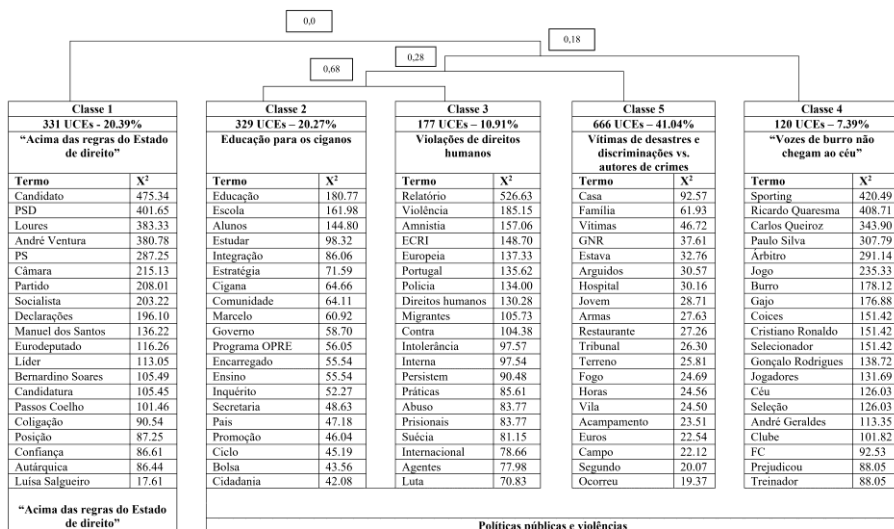 0,0
0,18
0,28
0,68
Classe 1
331 UCEs - 20.39%
“Acima das regras do Estado
de direito”
Termo X²
Candidato 475.34
PSD 401.65
Loures 383.33
André Ventura 380.78
PS 287.25
Câmara 215.13
Partido 208.01
Socialista 203.22
Declarações 196.10
Manuel dos Santos 136.22
Eurodeputado 116.26
Líder 113.05
Bernardino Soares 105.49
Candidatura 105.45
Passos Coelho 101.46
Coligação 90.54
Posição 87.25
Confiança 86.61
Autárquica 86.44
Luísa Salgueiro 17.61
“Acima das regras do Estado
de direito”
Classe 2
329 UCEs – 20.27%
Educação para os ciganos
Termo X²
Educação 180.77
Escola 161.98
Alunos 144.80
Estudar 98.32
Integração 86.06
Estratégia 71.59
Cigana 64.66
Comunidade 64.11
Marcelo 60.92
Governo 58.70
Programa OPRE 56.05
Encarregado 55.54
Ensino 55.54
Inquérito 52.27
Secretaria 48.63
Pais 47.18
Promoção 46.04
Ciclo 45.19
Bolsa 43.56
Cidadania 42.08
Classe 3
177 UCEs – 10.91%
Violações de direitos
humanos
Termo X²
Relatório 526.63
Violência 185.15
Amnistia 157.06
ECRI 148.70
Europeia 137.33
Portugal 135.62
Policia 134.00
Direitos humanos 130.28
Migrantes 105.73
Contra 104.38
Intolerância 97.57
Interna 97.54
Persistem 90.48
Práticas 85.61
Abuso 83.77
Prisionais 83.77
Suécia 81.15
Internacional 78.66
Agentes 77.98
Luta 70.83
Classe 5
666 UCEs – 41.04%
Vítimas de desastres e
discriminações vs.
autores de crimes
Termo X²
Casa 92.57
Família 61.93
Vítimas 46.72
GNR 37.61
Estava 32.76
Arguidos 30.57
Hospital 30.16
Jovem 28.71
Armas 27.63
Restaurante 27.26
Tribunal 26.30
Terreno 25.81
Fogo 24.69
Horas 24.56
Vila 24.50
Acampamento 23.51
Euros 22.54
Campo 22.12
Segundo 20.07
Ocorreu 19.37
Classe 4
120 UCEs – 7.39%
“Vozes de burro não
chegam ao céu”
Termo X²
Sporting 420.49
Ricardo Quaresma 408.71
Carlos Queiroz 343.90
Paulo Silva 307.79
Árbitro 291.14
Jogo 235.33
Burro 178.12
Gajo 176.88
Coices 151.42
Cristiano Ronaldo 151.42
Selecionador 151.42
Gonçalo Rodrigues 138.72
Jogadores 131.69
Céu 126.03
Seleção 126.03
André Geraldes 113.35
Clube 101.82
FC 92.53
Prejudicou 88.05
Treinador 88.05
Políticas públicas e violências